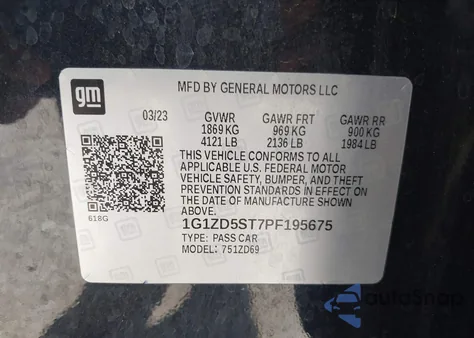 gm
MFD BY GENERAL MOTORS LLC
03/23 GVWR GAWR FRT GAWR RR
1869 KG 969 KG 900 KG
4121 LB 2136 LB 1984 LB
THIS VEHICLE CONFORMS TO ALL
APPLICABLE U.S. FEDERAL MOTOR
VEHICLE SAFETY, BUMPER, AND THEFT
PREVENTION STANDARDS IN EFFECT ON
THE DATE OF MANUFACTURE SHOWN
ABOVE.
618G
1G1ZD5ST7PF195675
TYPE: PASS CAR
MODEL: 751ZD69
autoSnap